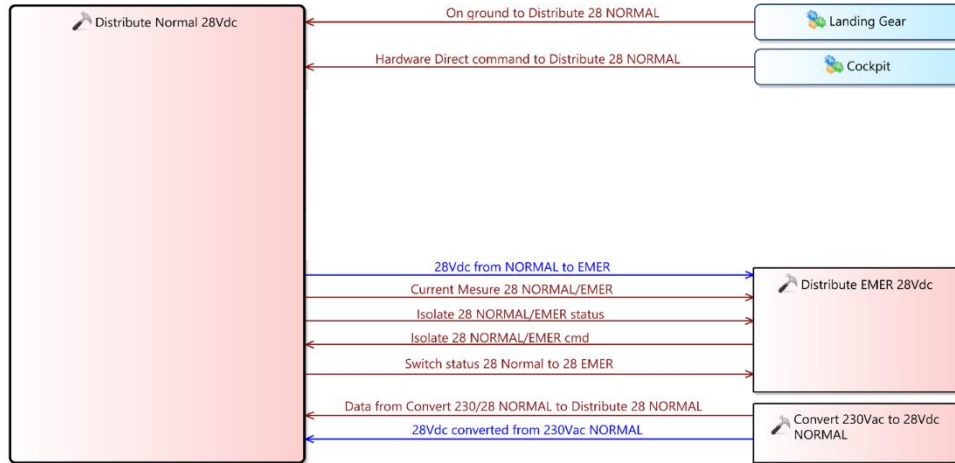 Distribute Normal 28Vdc
On ground to Distribute 28 NORMAL
Landing Gear
Hardware Direct command to Distribute 28 NORMAL
Cockpit
28Vdc from NORMAL to EMER
Distribute EMER 28Vdc
Current Mesure 28 NORMAL/EMER
Isolate 28 NORMAL/EMER status
Isolate 28 NORMAL/EMER cmd
Switch status 28 Normal to 28 EMER
Data from Convert 230/28 NORMAL to Distribute 28 NORMAL
28Vdc converted from 230Vac NORMAL
Convert 230Vac to 28Vdc
NORMAL